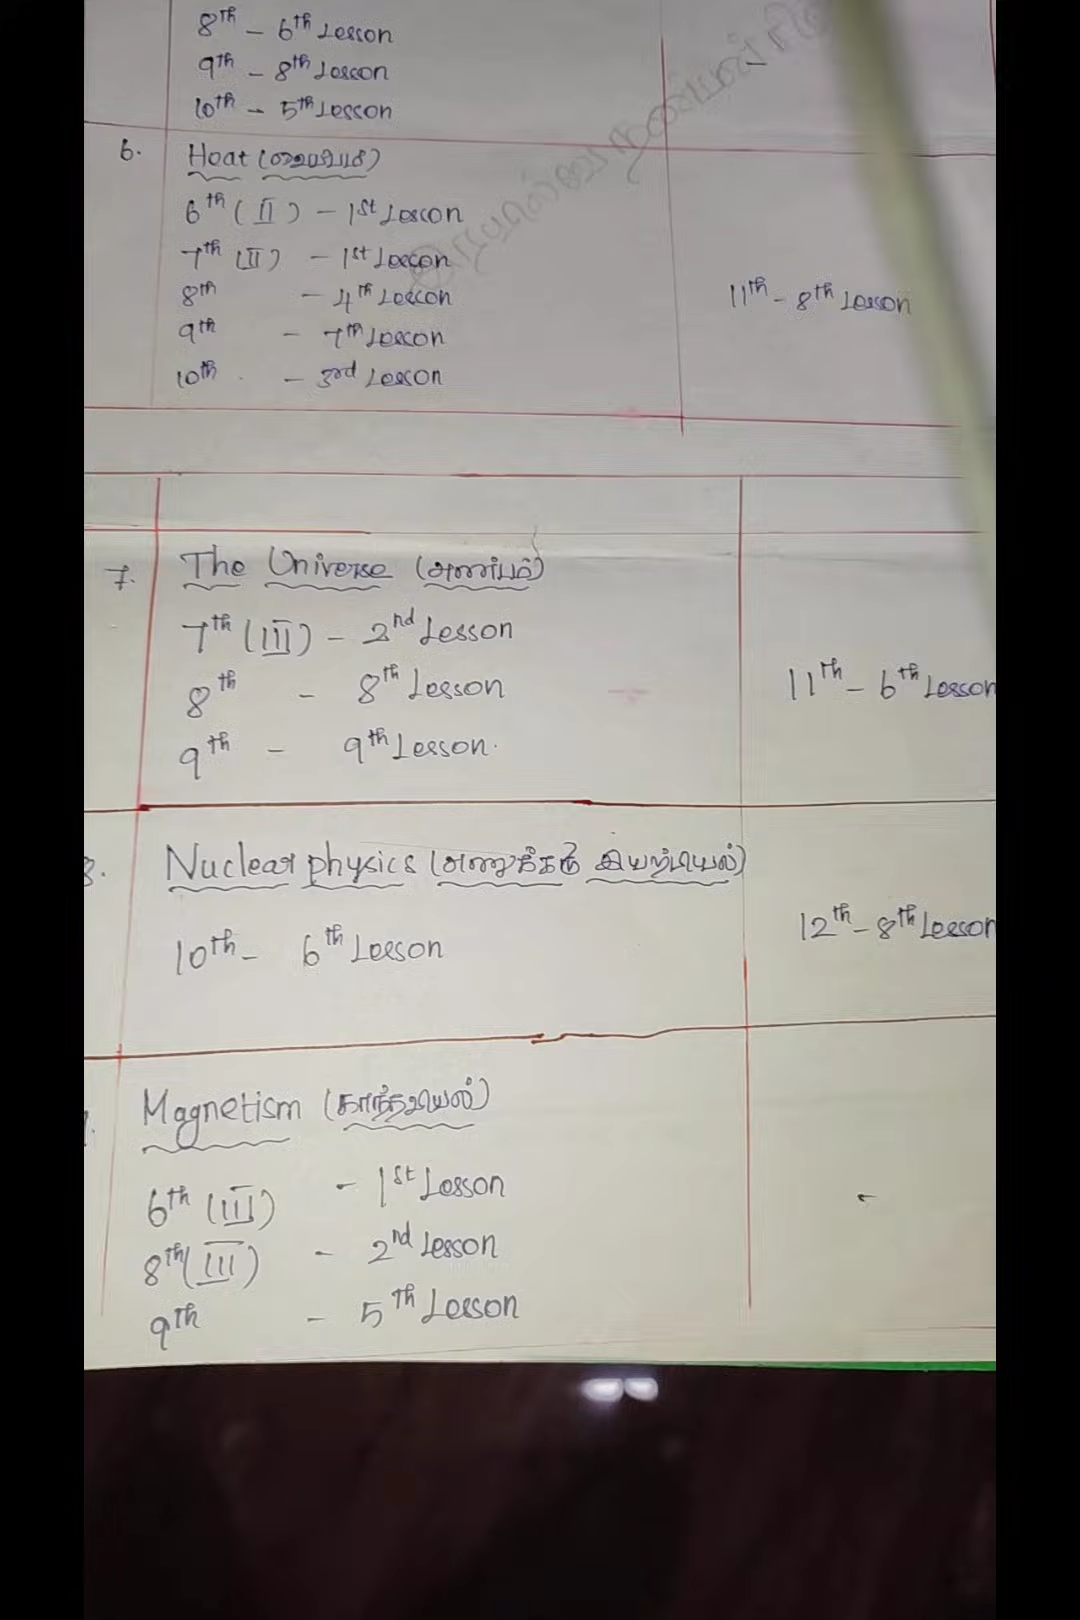 8th - 6th Lesson
9th - 8th Lesson
10th - 5th Lesson
6. Heat (வெப்பம்)
6th (II) - 1st Lesson
7th (II) - 1st Lesson
8th - 4th Lesson
11th - 8th Lesson
9th - 7th Lesson
10th - 3rd Lesson
7. The Universe (அண்டம்)
7th (III) - 2nd Lesson
8th - 8th Lesson
11th - 6th Lesson
9th - 9th Lesson.
8. Nuclear physics (அணுக்கரு இயற்பியல்)
12th - 8th Lesson
10th - 6th Lesson
Magnetism (காந்தவியல்)
6th (III) - 1st Lesson
8th (III) - 2nd Lesson
9th - 5th Lesson